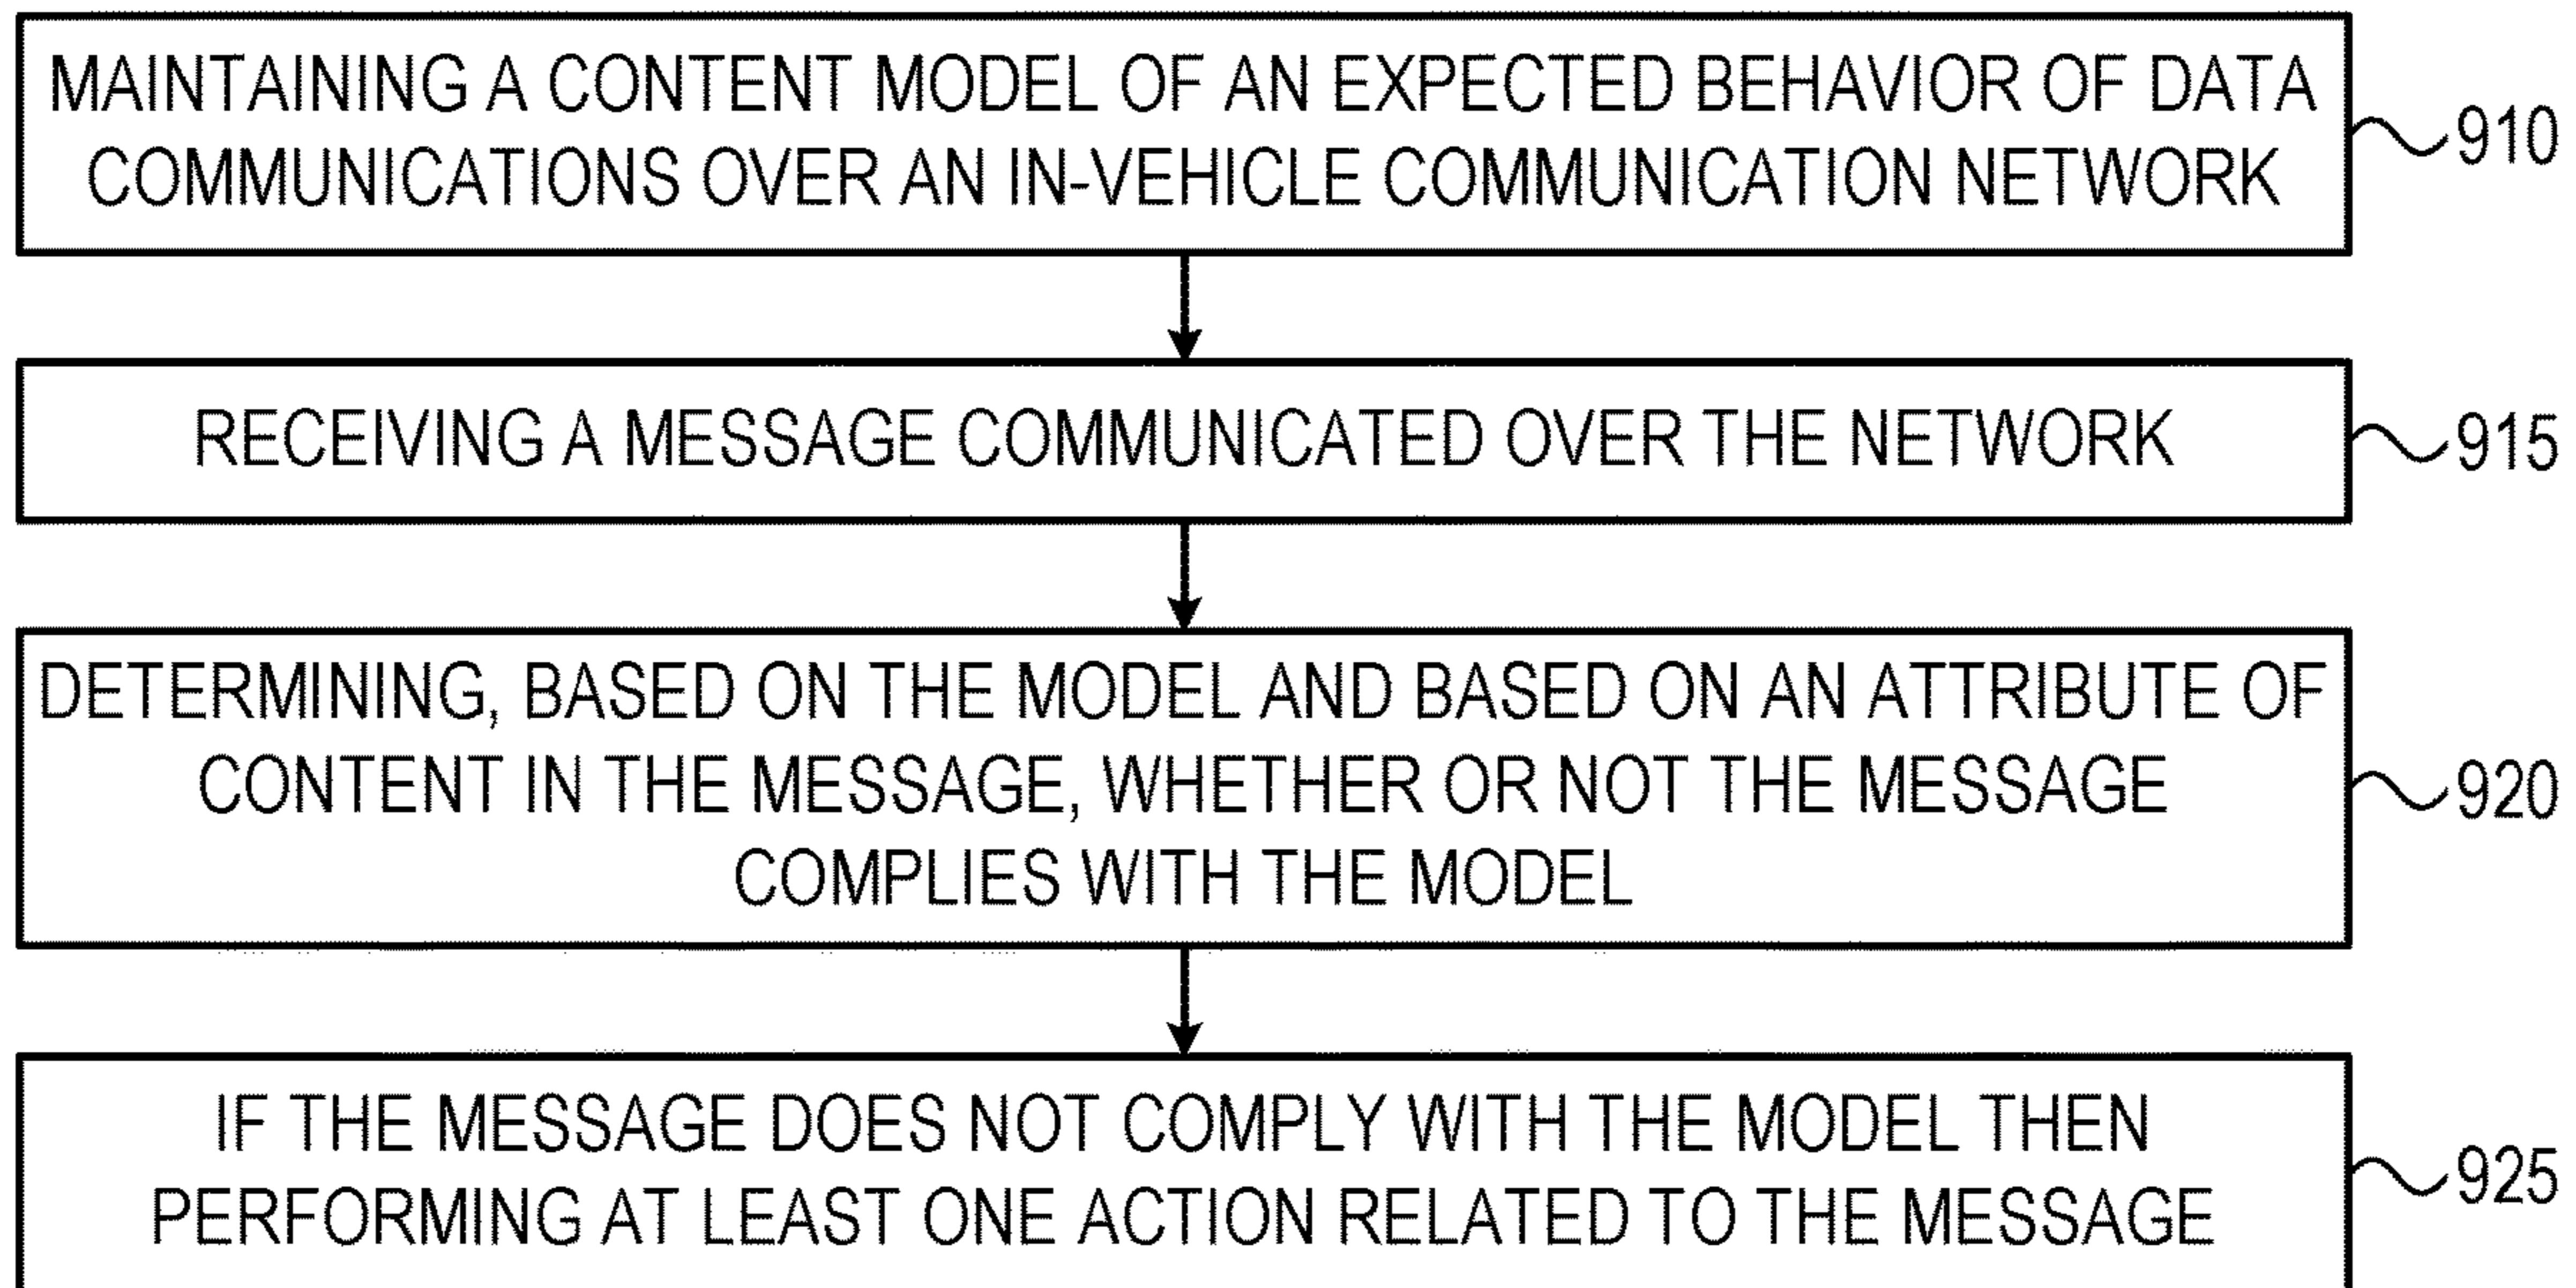 MAINTAINING A CONTENT MODEL OF AN EXPECTED BEHAVIOR OF DATA
COMMUNICATIONS OVER AN IN-VEHICLE COMMUNICATION NETWORK
910
RECEIVING A MESSAGE COMMUNICATED OVER THE NETWORK
915
DETERMINING, BASED ON THE MODEL AND BASED ON AN ATTRIBUTE OF
CONTENT IN THE MESSAGE, WHETHER OR NOT THE MESSAGE
COMPLIES WITH THE MODEL
920
IF THE MESSAGE DOES NOT COMPLY WITH THE MODEL THEN
PERFORMING AT LEAST ONE ACTION RELATED TO THE MESSAGE
925